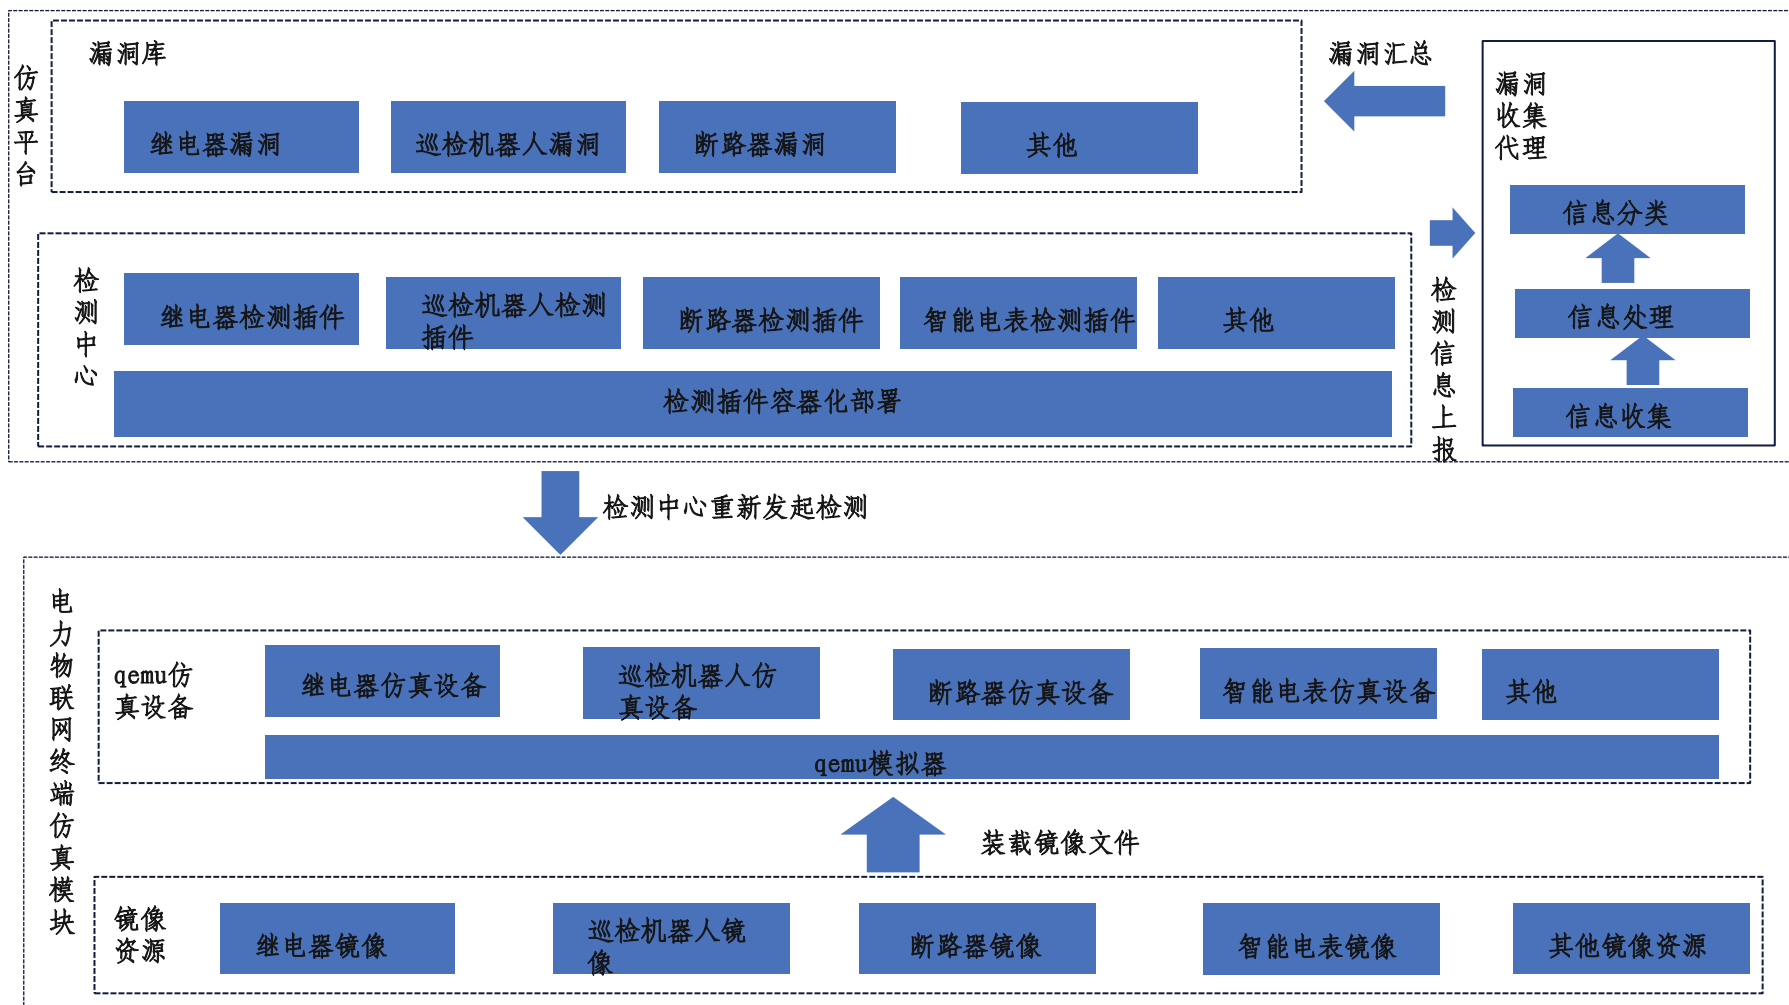 仿真平台
漏洞库
继电器漏洞
巡检机器人漏洞
断路器漏洞
其他
漏洞汇总
漏洞
收集
代理
信息分类
信息处理
信息收集
检测中心
继电器检测插件
巡检机器人检测
插件
断路器检测插件
智能电表检测插件
其他
检测插件容器化部署
检测信息上报
检测中心重新发起检测
电力物联网终端仿真模块
qemu仿
真设备
继电器仿真设备
巡检机器人仿
真设备
断路器仿真设备
智能电表仿真设备
其他
qemu模拟器
装载镜像文件
镜像
资源
继电器镜像
巡检机器人镜
像
断路器镜像
智能电表镜像
其他镜像资源